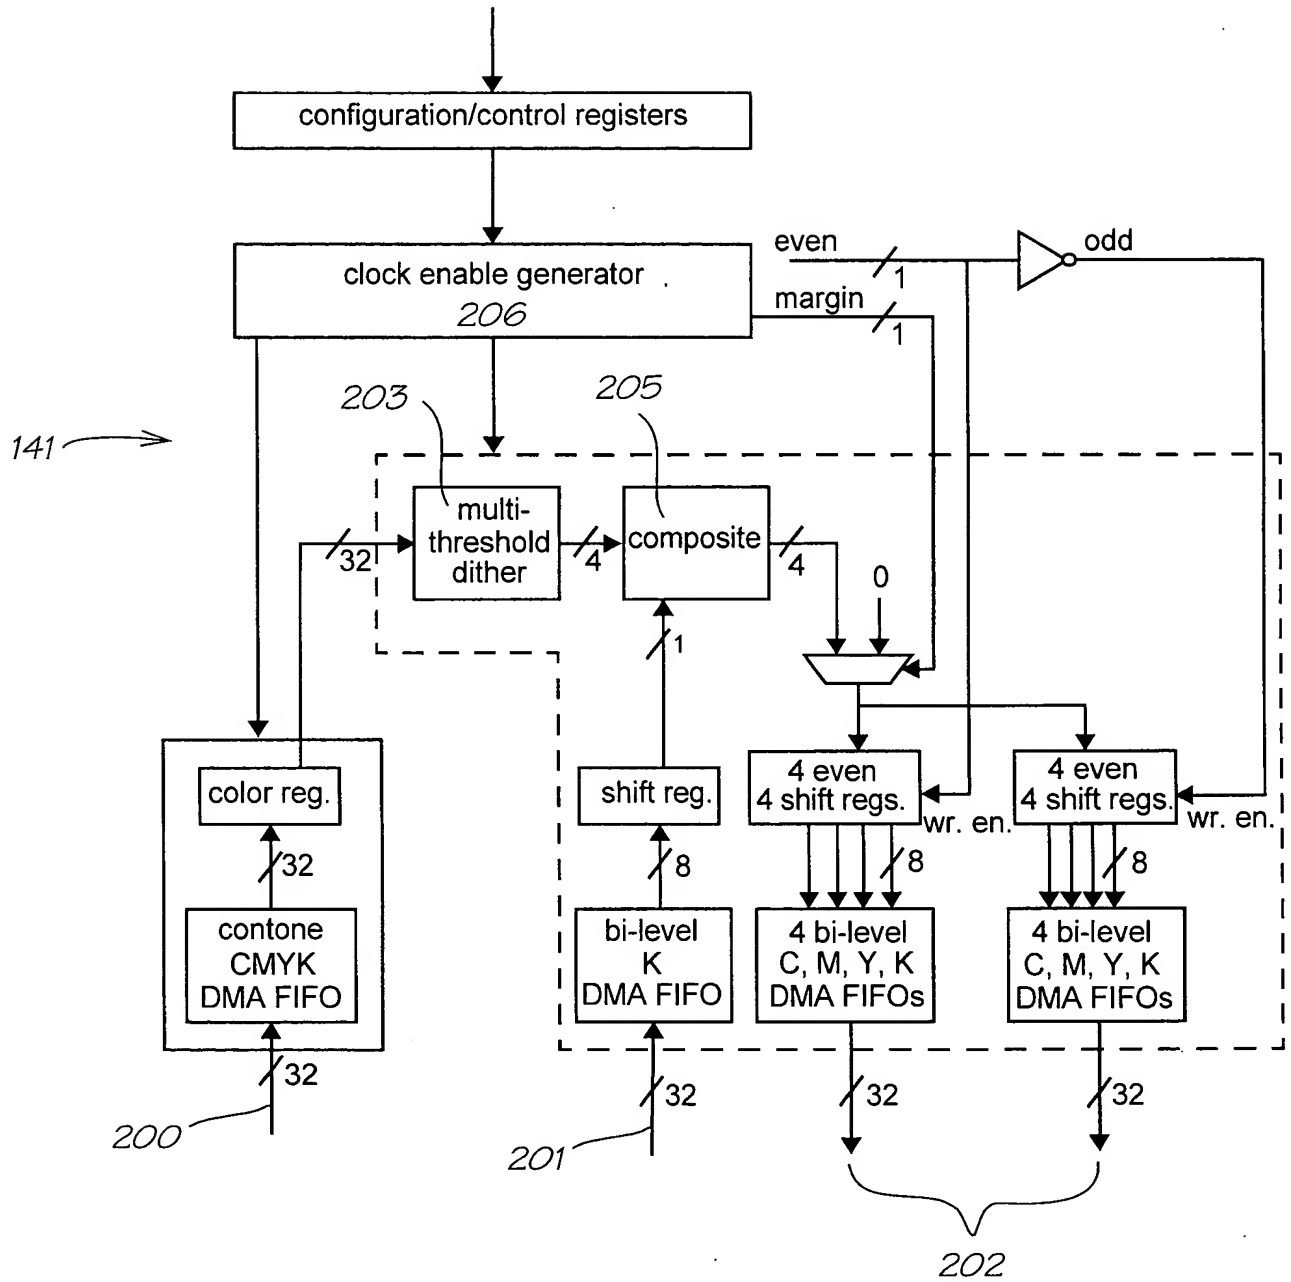 configuration/control registers
clock enable generator
206
even
1
odd
margin
1
203
205
141
multi-
threshold
dither
32
4
composite
4
0
1
color reg.
shift reg.
4 even
4 shift regs.
wr. en.
4 even
4 shift regs.
wr. en.
32
8
8
8
contone
CMYK
DMA FIFO
bi-level
K
DMA FIFO
4 bi-level
C, M, Y, K
DMA FIFOs
4 bi-level
C, M, Y, K
DMA FIFOs
32
32
32
32
200
201
202